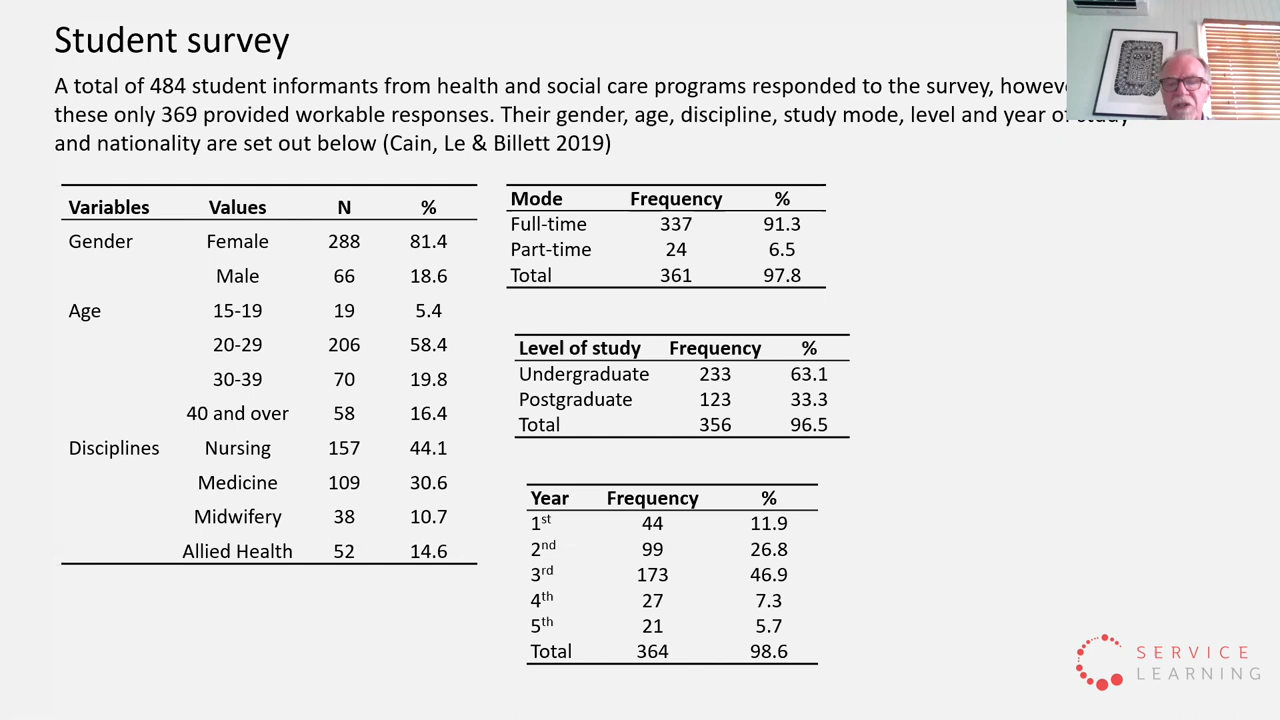 Student survey
A total of 484 student informants from health and social care programs responded to the survey,
these only 369 provided workable responses. Their gender, age, discipline, study mode, level and year of study
and nationality are set out below (Cain, Le & Billett 2019)
Variables Values N %
Gender Female 288 81.4
Male 66 18.6
Age 15-19 19 5.4
20-29 206 58.4
30-39 70 19.8
40 and over 58 16.4
Disciplines Nursing 157 44.1
Medicine 109 30.6
Midwifery 38 10.7
Allied Health 52 14.6
Mode Frequency %
Full-time 337 91.3
Part-time 24 6.5
Total 361 97.8
Level of study Frequency %
Undergraduate 233 63.1
Postgraduate 123 33.3
Total 356 96.5
Year Frequency %
1st 44 11.9
2nd 99 26.8
3rd 173 46.9
4th 27 7.3
5th 21 5.7
Total 364 98.6
SERVICE
LEARNING